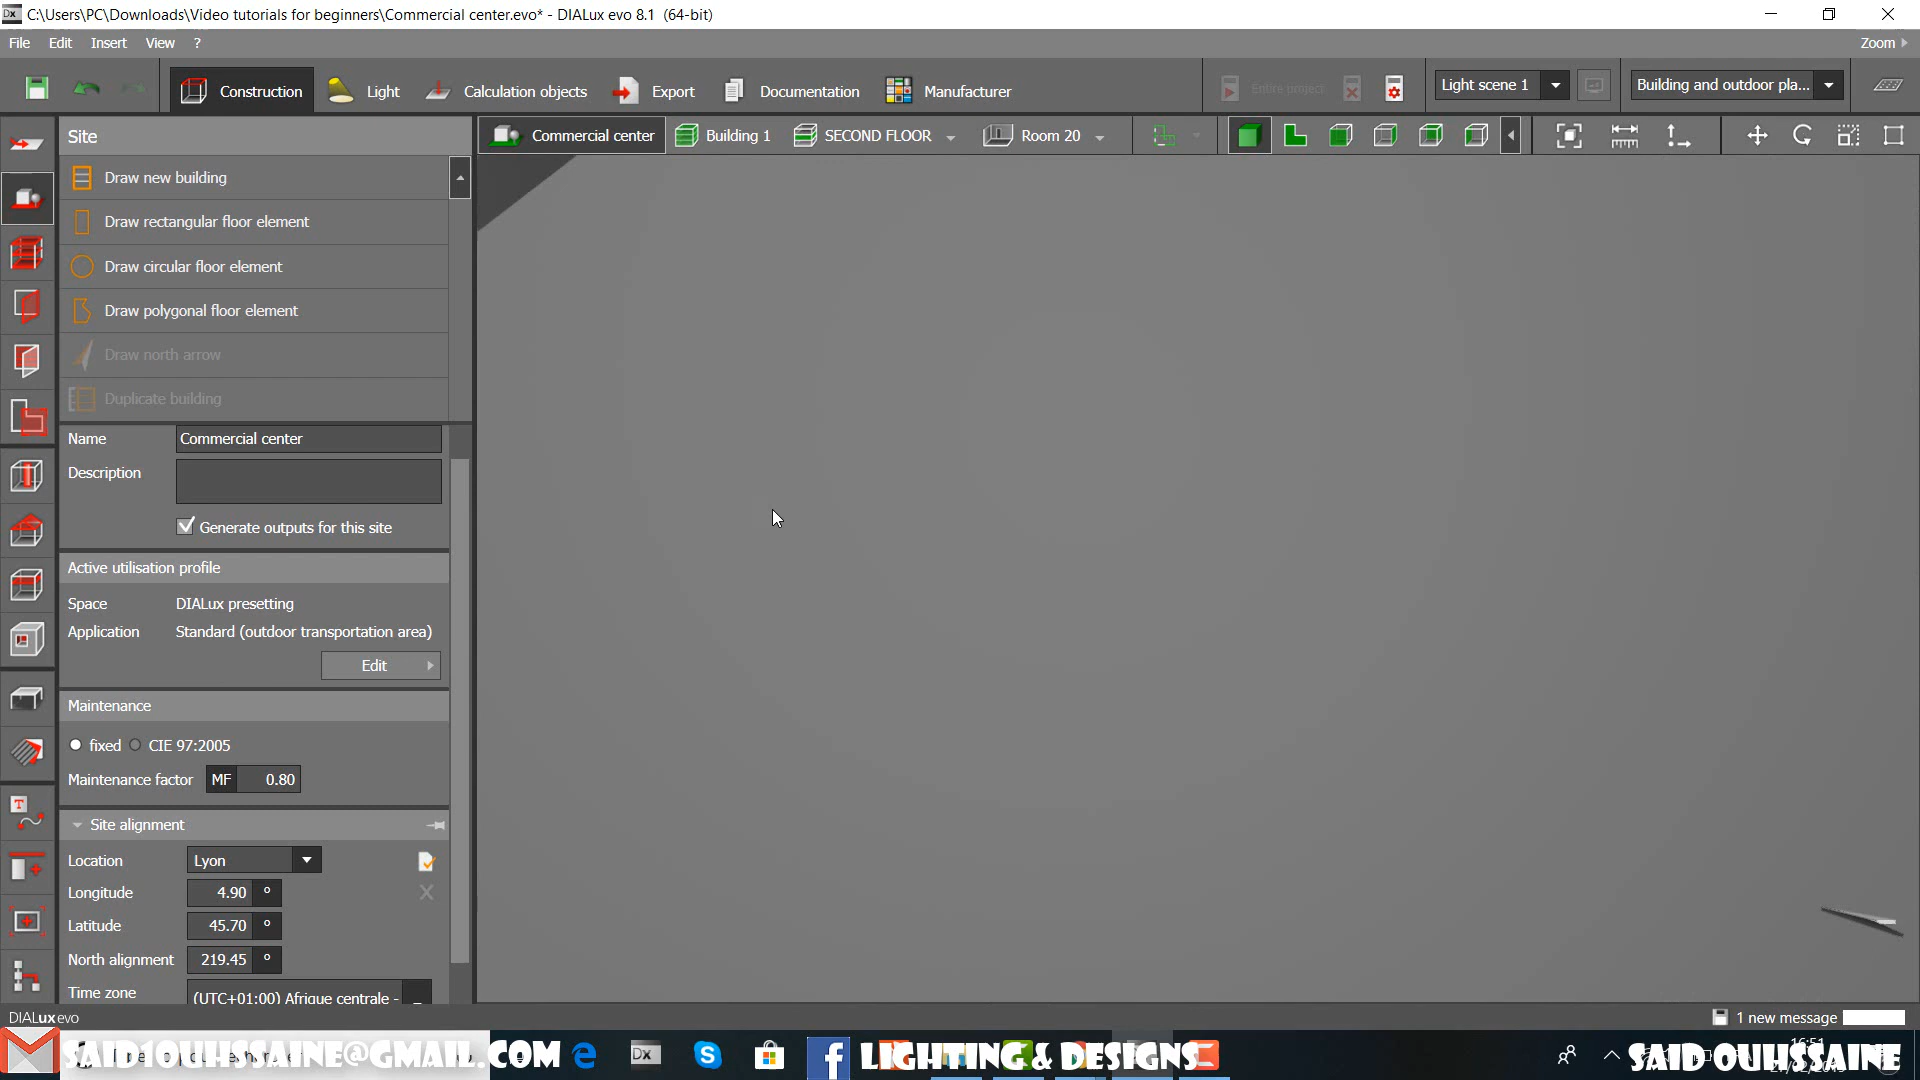 C:\Users\PC\Downloads\Video tutorials for beginners\Commercial center.evo* - DIALux evo 8.1 (64-bit)
File Edit Insert View ? Zoom
Construction Light Calculation objects Export Documentation Manufacturer Entire project Light scene 1 Building and outdoor pla...
Site Commercial center Building 1 SECOND FLOOR Room 20
Draw new building
Draw rectangular floor element
Draw circular floor element
Draw polygonal floor element
Draw north arrow
Duplicate building
Name Commercial center
Description
Generate outputs for this site
Active utilisation profile
Space DIALux presetting
Application Standard (outdoor transportation area)
Edit
Maintenance
fixed CIE 97:2005
Maintenance factor MF 0.80
Site alignment
Location Lyon
Longitude 4.90 °
Latitude 45.70 °
North alignment 219.45 °
Time zone (UTC+01:00) Afrique centrale -
DIALux evo 1 new message
SAID1OUHSSAINE@GMAIL.COM Dx LIGHTING & DESIGNS SAID OUHSSAINE
16:51